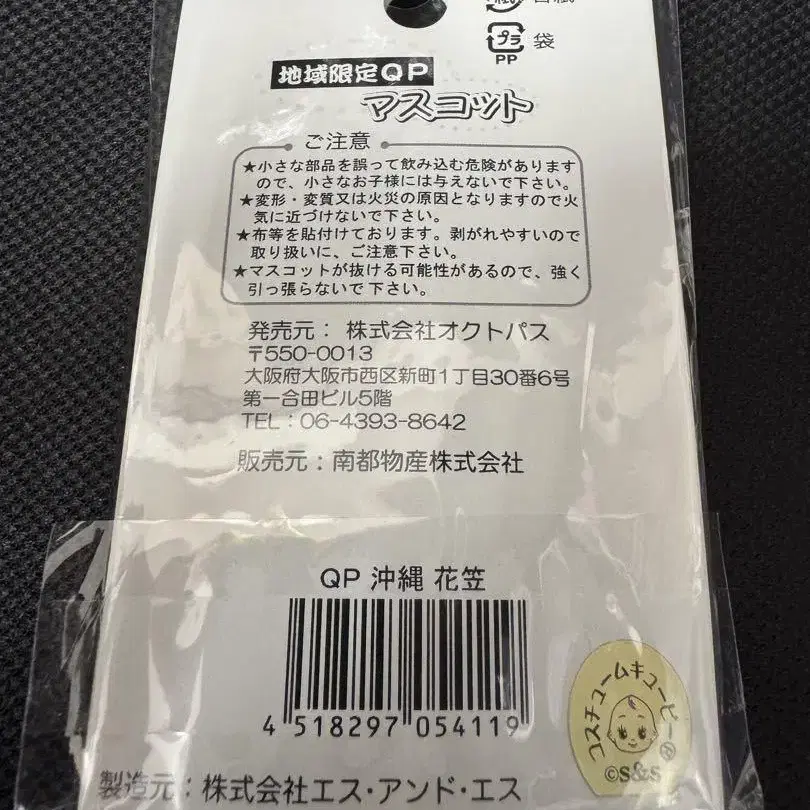 プラ
PP
袋
地域限定QP
マスコット
ご注意
★小さな部品を誤って飲み込む危険があります
ので、小さなお子様には与えないで下さい。
★変形・変質又は火災の原因となりますので火
気に近づけないで下さい。
★布等を貼付けております。剥がれやすいので
取り扱いに、ご注意下さい。
★マスコットが抜ける可能性があるので、強く
引っ張らないで下さい。
発売元：株式会社オクトパス
〒550-0013
大阪府大阪市西区新町1丁目30番6号
第一合田ビル5階
TEL：06-4393-8642
販売元：南都物産株式会社
QP 沖縄 花笠
4 518297 054119
コスチュームキューピー®
©S&S
製造元：株式会社エス・アンド・エス